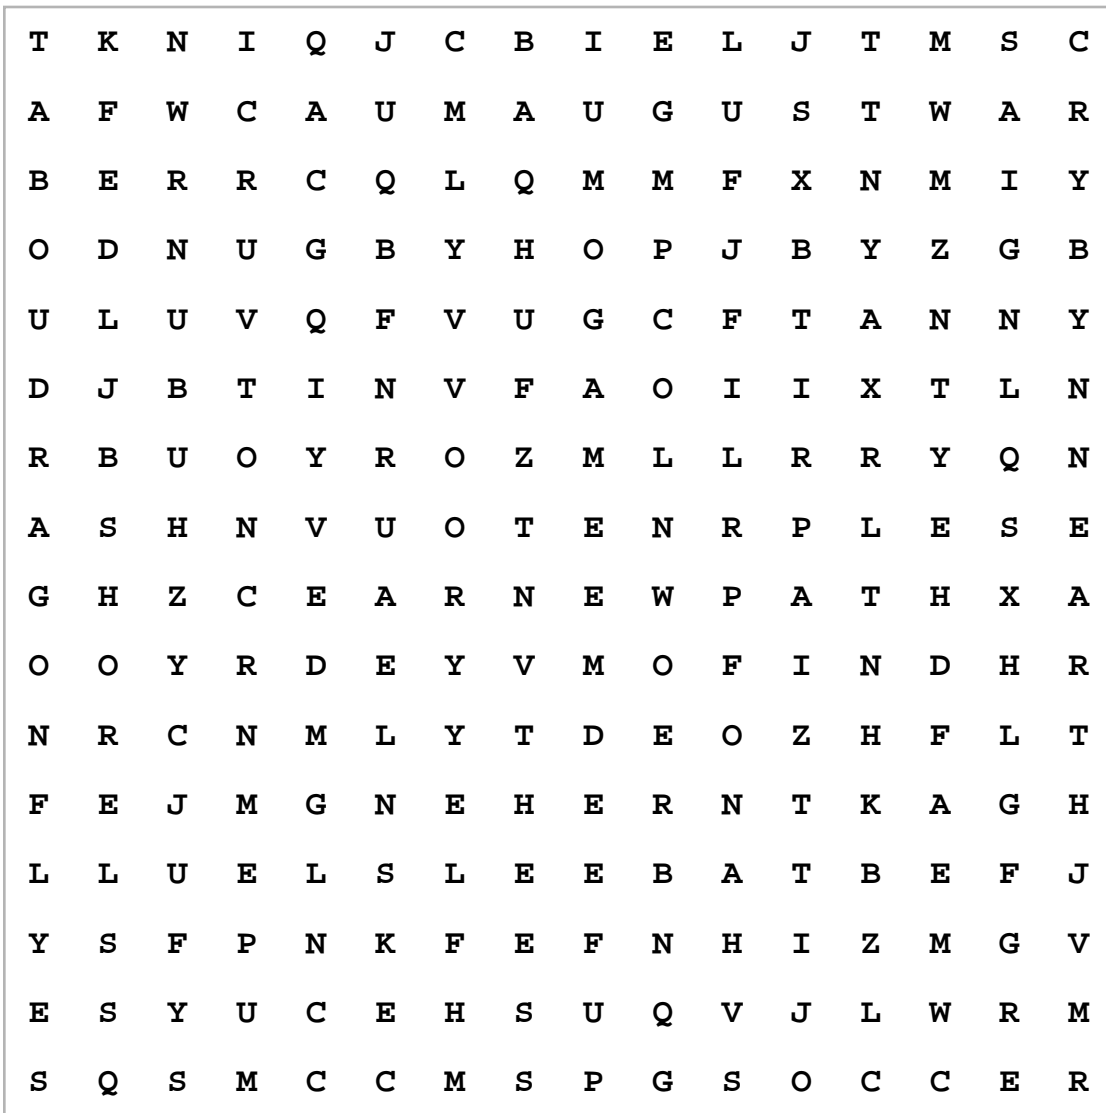 T K N I Q J C B I E L J T M S C
A F W C A U M A U G U S T W A R
B E R R C Q L Q M M F X N M I Y
O D N U G B Y H O P J B Y Z G B
U L U V Q F V U G C F T A N N Y
D J B T I N V F A O I I X T L N
R B U O Y R O Z M L L R R Y Q N
A S H N V U O T E N R P L E S E
G H Z C E A R N E W P A T H X A
O O Y R D E Y V M O F I N D H R
N R C N M L Y T D E O Z H F L T
F E J M G N E H E R N T K A G H
L L U E L S L E E B A T B E F J
Y S F P N K F E F N H I Z M G V
E S Y U C E H S U Q V J L W R M
S Q S M C C M S P G S O C C E R